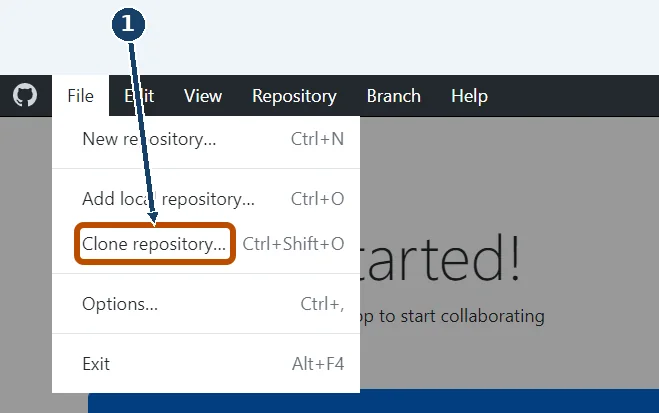 1
File Edit View Repository Branch Help
New repository... Ctrl+N
Add local repository... Ctrl+O
Clone repository... Ctrl+Shift+O
tarted!
Options... Ctrl+,
to start collaborating
Exit Alt+F4